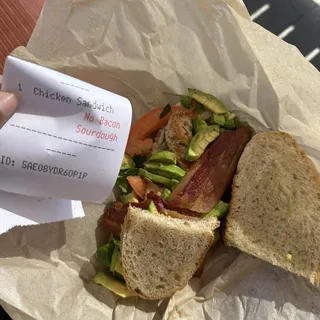 1 Chicken Sandwich
No Bacon
Sourdough
ID: SAE0BYDR6OP1P